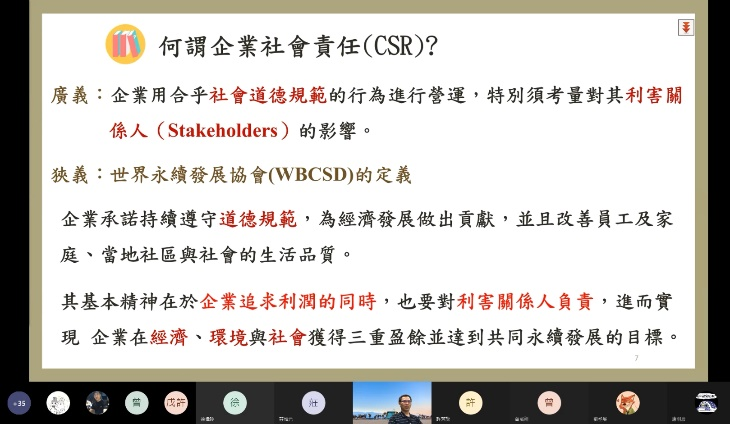 何謂企業社會責任(CSR)?
廣義：企業用合乎社會道德規範的行為進行營運，特別須考量對其利害關
係人（Stakeholders）的影響。
狹義：世界永續發展協會(WBCSD)的定義
企業承諾持續遵守道德規範，為經濟發展做出貢獻，並且改善員工及家
庭、當地社區與社會的生活品質。
其基本精神在於企業追求利潤的同時，也要對利害關係人負責，進而實
現 企業在經濟、環境與社會獲得三重盈餘並達到共同永續發展的目標。
7
+35
曾
戊許
徐
莊
許
曾